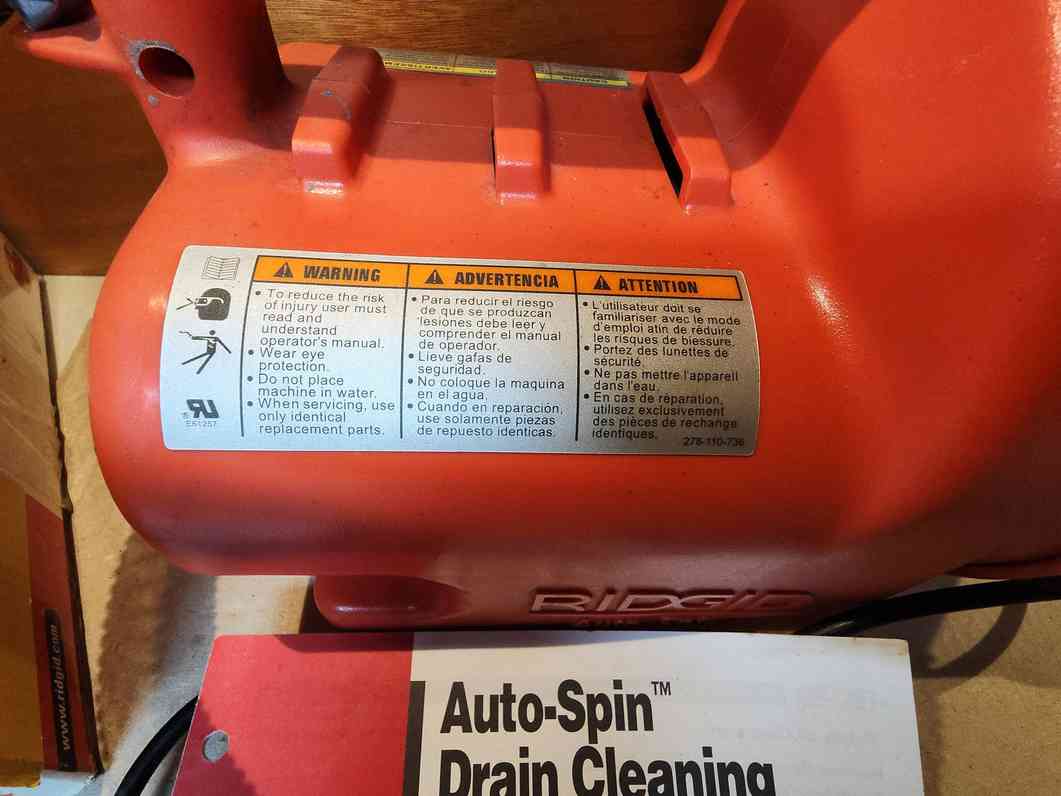 WARNING
• To reduce the risk
of injury user must
read and
understand
operator's manual.
• Wear eye
protection.
• Do not place
machine in water.
• When servicing, use
only identical
replacement parts.
ADVERTENCIA
• Para reducir el riesgo
de que se produzcan
lesiones debe leer y
comprender el manual
de operador.
• Lieve gafas de
seguridad.
• No coloque la maquina
en el agua.
• Cuando en reparación,
use solamente piezas
de repuesto identicas.
ATTENTION
• L'utilisateur doit se
familiariser avec le mode
d'emploi atin de réduire
les risques de biessure.
• Portez des lunettes de
sécurité.
• Ne pas mettre l'appareil
dans l'eau.
• En cas de réparation,
utilisez exclusivement
des pièces de rechange
identiques.
278-110-736
E61257
RIDGID
www.ridgid.com
Auto-Spin™
Drain Cleaning